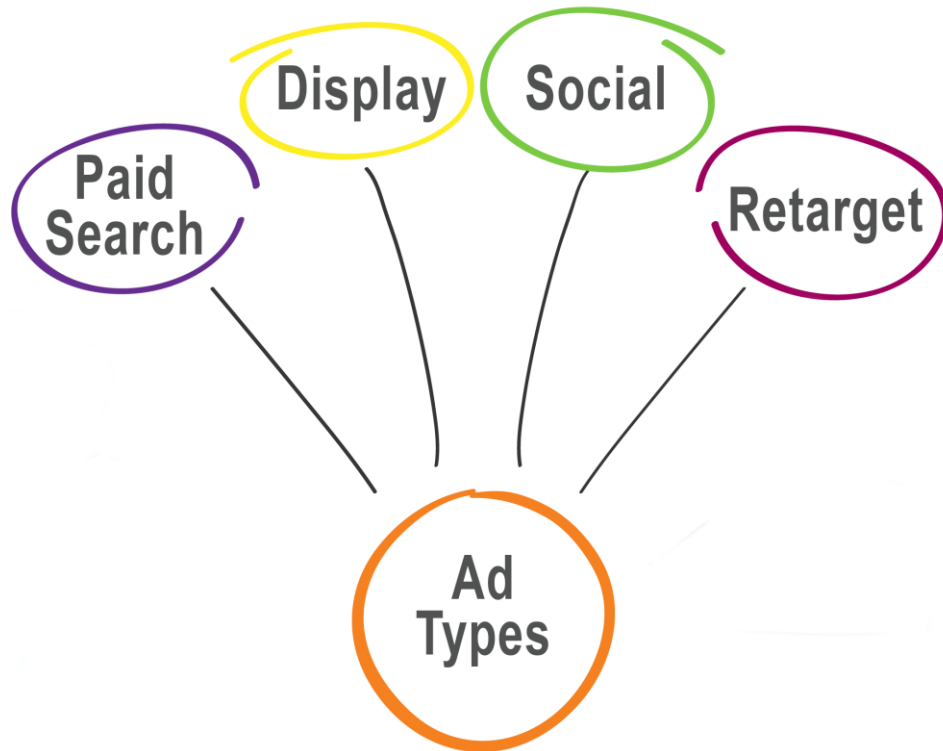 Display
Social
Paid
Search
Retarget
Ad
Types